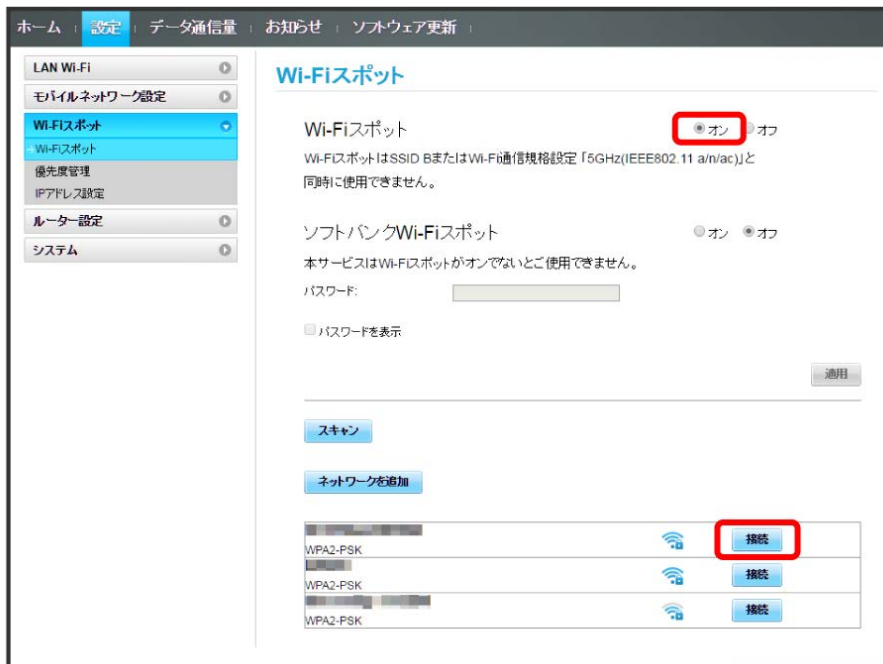 ホーム 設定 データ通信量 お知らせ ソフトウェア更新
LAN Wi-Fi
モバイルネットワーク設定
Wi-Fiスポット
Wi-Fiスポット
優先度管理
IPアドレス設定
ルーター設定
システム
Wi-Fiスポット
Wi-Fiスポット オン オフ
Wi-FiスポットはSSID BまたはWi-Fi通信規格設定「5GHz(IEEE802.11 a/n/ac)」と
同時に使用できません。
ソフトバンクWi-Fiスポット オン オフ
本サービスはWi-Fiスポットがオンでないとご使用できません。
パスワード:
パスワードを表示
適用
スキャン
ネットワークを追加
WPA2-PSK 接続
WPA2-PSK 接続
WPA2-PSK 接続